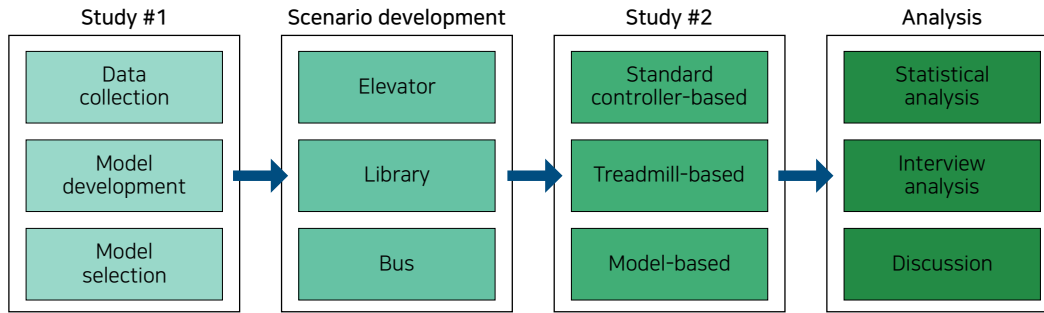 Study #1
Data
collection
Model
development
Model
selection
Scenario development
Elevator
Library
Bus
Study #2
Standard
controller-based
Treadmill-based
Model-based
Analysis
Statistical
analysis
Interview
analysis
Discussion